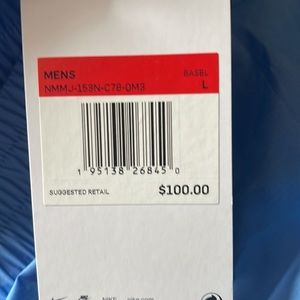 MENS BASEL
NMMJ-153N-C78-0M3 L
1 95138 26845 0
SUGGESTED RETAIL $100.00